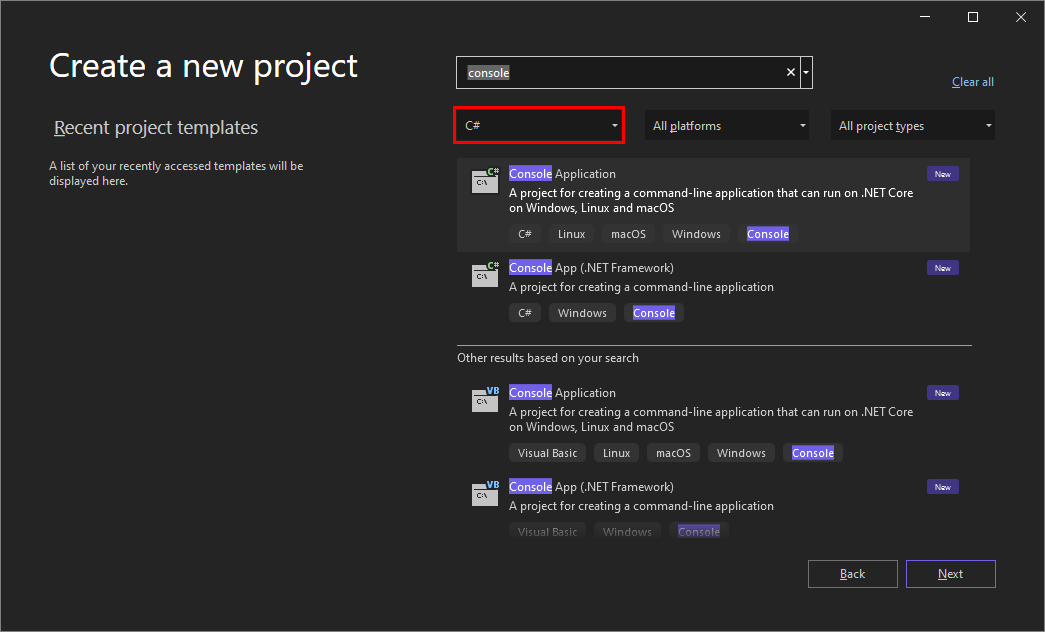 Create a new project
Recent project templates
A list of your recently accessed templates will be
displayed here.
console
Clear all
C#
All platforms
All project types
C#
C:\
Console Application
New
A project for creating a command-line application that can run on .NET Core
on Windows, Linux and macOS
C# Linux macOS Windows Console
C#
C:\
Console App (.NET Framework)
New
A project for creating a command-line application
C# Windows Console
Other results based on your search
VB
C:\
Console Application
New
A project for creating a command-line application that can run on .NET Core
on Windows, Linux and macOS
Visual Basic Linux macOS Windows Console
VB
C:\
Console App (.NET Framework)
New
A project for creating a command-line application
Visual Basic Windows Console
Back
Next